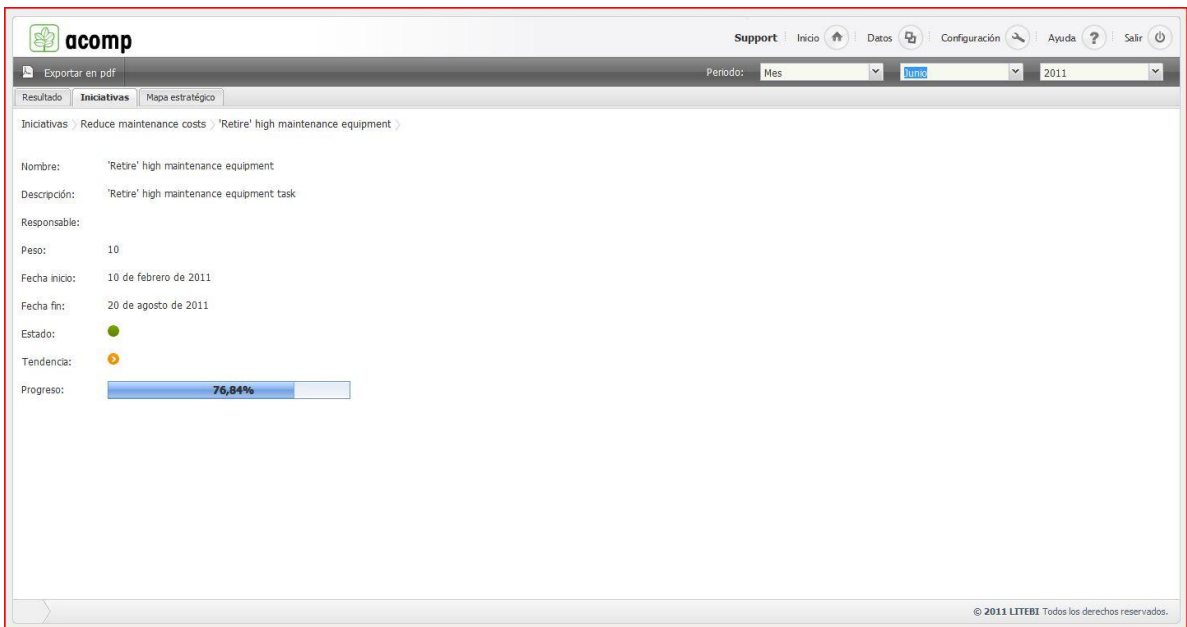 acomp
Support Inicio Datos Configuración Ayuda ? Salir
Exportar en pdf Periodo: Mes Junio 2011
Resultado Iniciativas Mapa estratégico
Iniciativas Reduce maintenance costs 'Retire' high maintenance equipment
Nombre: 'Retire' high maintenance equipment
Descripción: 'Retire' high maintenance equipment task
Responsable:
Peso: 10
Fecha inicio: 10 de febrero de 2011
Fecha fin: 20 de agosto de 2011
Estado:
Tendencia:
Progreso: 76,84%
© 2011 LITEBI Todos los derechos reservados.